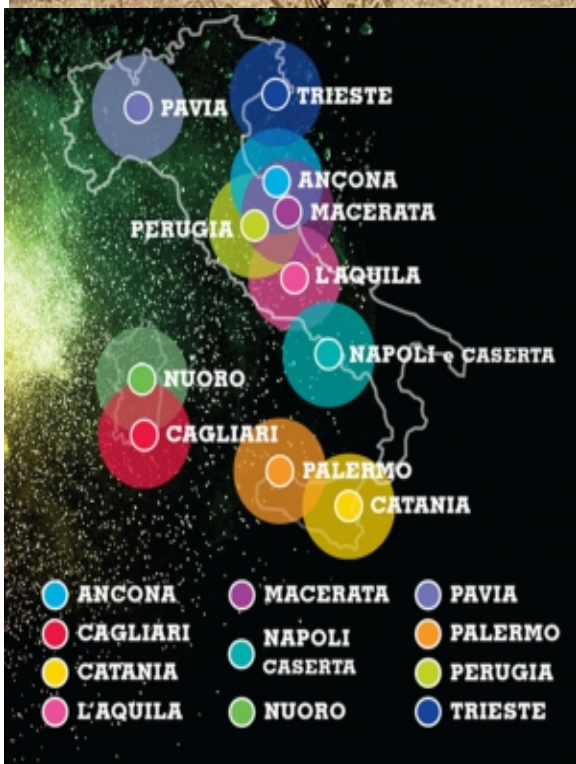 PAVIA
TRIESTE
ANCONA
MACERATA
PERUGIA
L'AQUILA
NAPOLI e CASERTA
NUORO
CAGLIARI
PALERMO
CATANIA
ANCONA
CAGLIARI
CATANIA
L'AQUILA
MACERATA
NAPOLI
CASERTA
NUORO
PAVIA
PALERMO
PERUGIA
TRIESTE